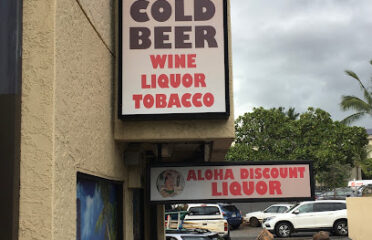 COLD
BEER
WINE
LIQUOR
TOBACCO
ALOHA DISCOUNT
LIQUOR